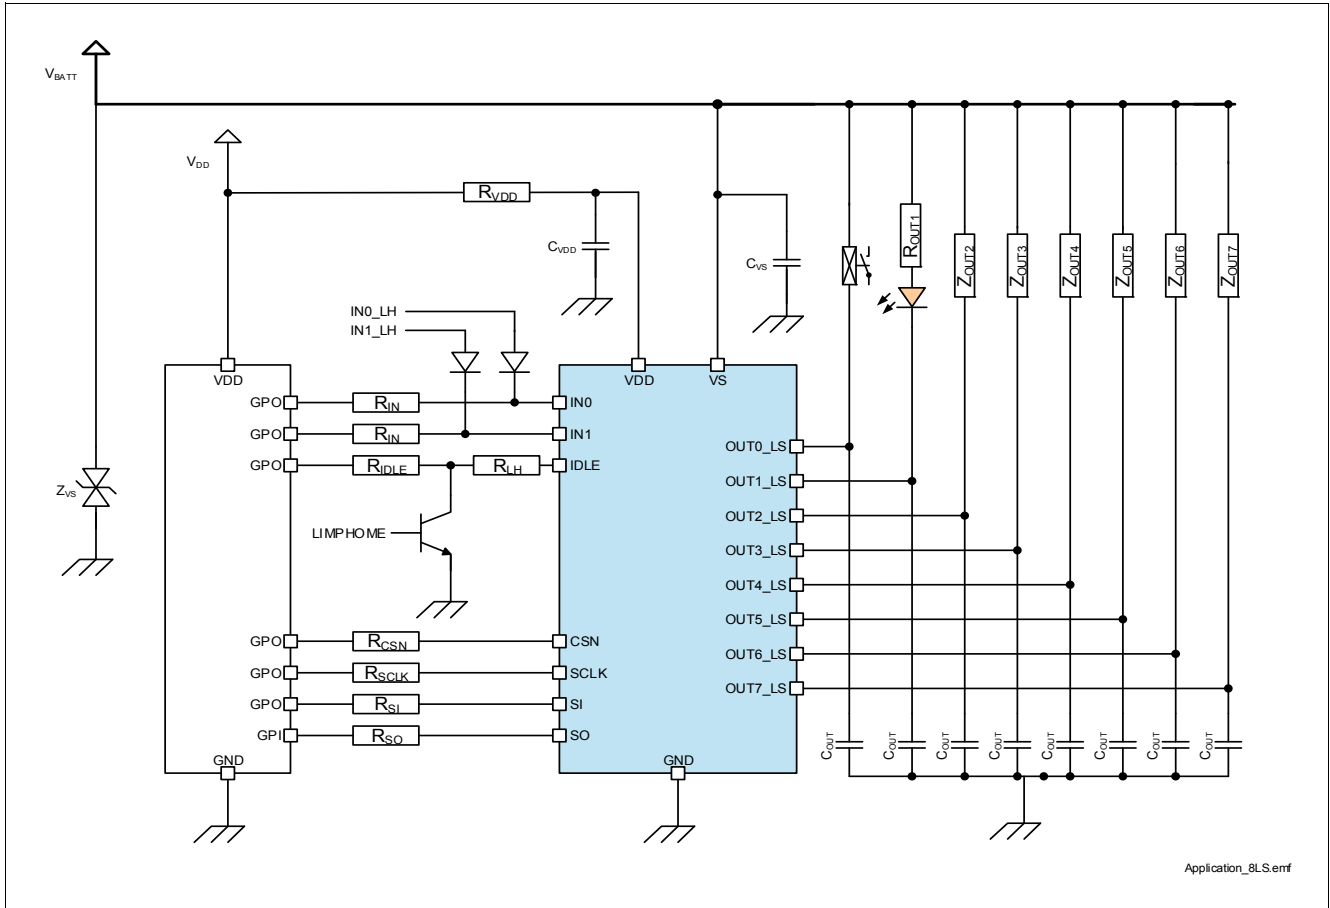 VBATT
VDD
RVDD
CVDD
CVS
ROUT1
ZOUT2
ZOUT3
ZOUT4
ZOUT5
ZOUT6
ZOUT7
IN0_LH
IN1_LH
VDD
VDD
VS
GPO
RIN
IN0
GPO
RIN
IN1
OUT0_LS
GPO
RIDLE
RLH
IDLE
OUT1_LS
ZVS
OUT2_LS
LIMPHOME
OUT3_LS
OUT4_LS
OUT5_LS
GPO
RCSN
CSN
OUT6_LS
GPO
RSCLK
SCLK
OUT7_LS
GPO
RSI
SI
GPI
RSO
SO
COUT
COUT
COUT
COUT
COUT
COUT
COUT
COUT
GND
GND
Application_8LS.emf